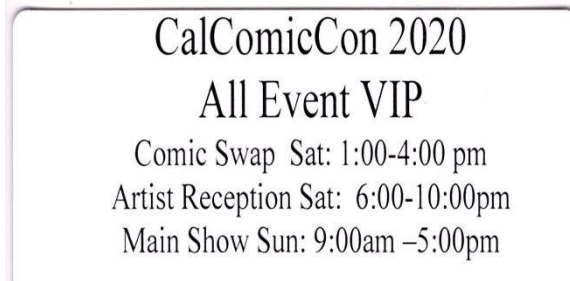 CalComicCon 2020
All Event VIP
Comic Swap  Sat: 1:00-4:00 pm
Artist Reception Sat:  6:00-10:00pm
Main Show Sun: 9:00am –5:00pm